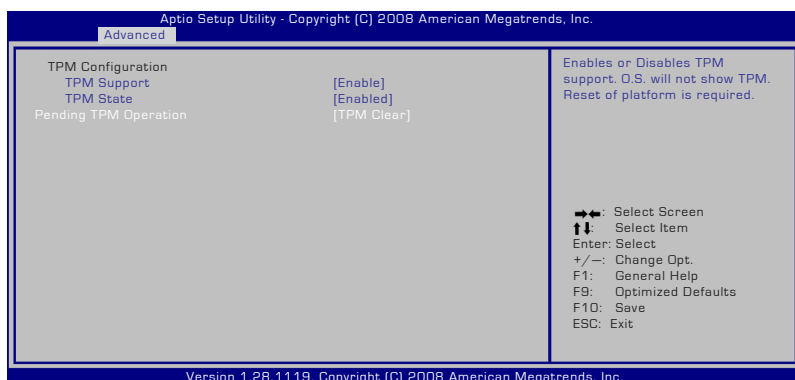 Aptio Setup Utility - Copyright (C) 2008 American Megatrends, Inc.
Advanced
TPM Configuration
TPM Support [Enable]
TPM State [Enabled]
Pending TPM Operation [TPM Clear]
Enables or Disables TPM
support. O.S. will not show TPM.
Reset of platform is required.
→←: Select Screen
↑↓: Select Item
Enter: Select
+/—: Change Opt.
F1: General Help
F9: Optimized Defaults
F10: Save
ESC: Exit
Version 1.28.1119. Copyright (C) 2008 American Megatrends, Inc.